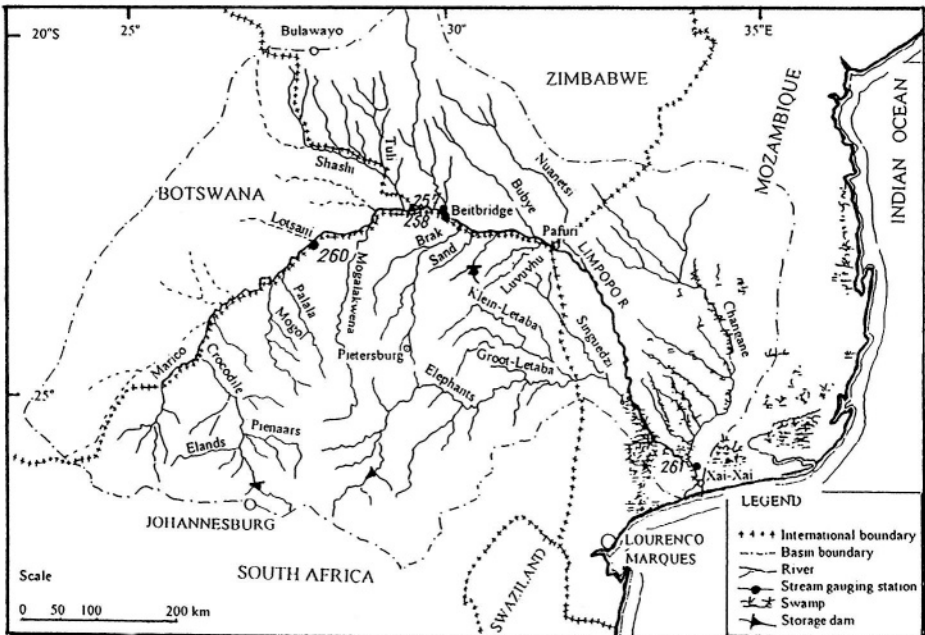 20°S
25°
30°
35°E
Bulawayo
ZIMBABWE
MOZAMBIQUE
INDIAN OCEAN
Tuli
Shashi
Nuanetsi
BOTSWANA
257
Beitbridge
Bubye
258
Lotsani
Brak
Pafuri
260
Sand
LIMPOPO R
Mogalakwena
Luvuvhu
Changane
Palala
Klein-Letaba
Mogol
Singuedzi
Pietersburg
Groot-Letaba
Marico
Crocodile
25°
Elephants
Pienaars
Elands
261
Xai-Xai
JOHANNESBURG
LOURENCO
MARQUES
SOUTH AFRICA
SWAZILAND
Scale
0 50 100 200 km
LEGEND
International boundary
Basin boundary
River
Stream gauging station
Swamp
Storage dam